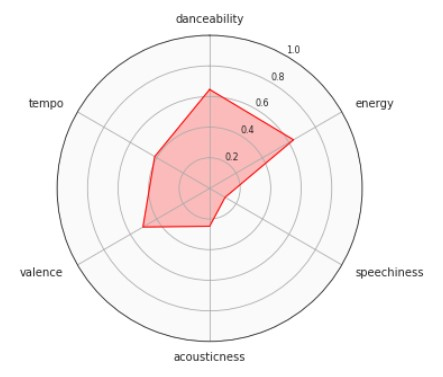 danceability
1.0
0.8
tempo
0.6
energy
0.4
0.2
valence
speechiness
acousticness